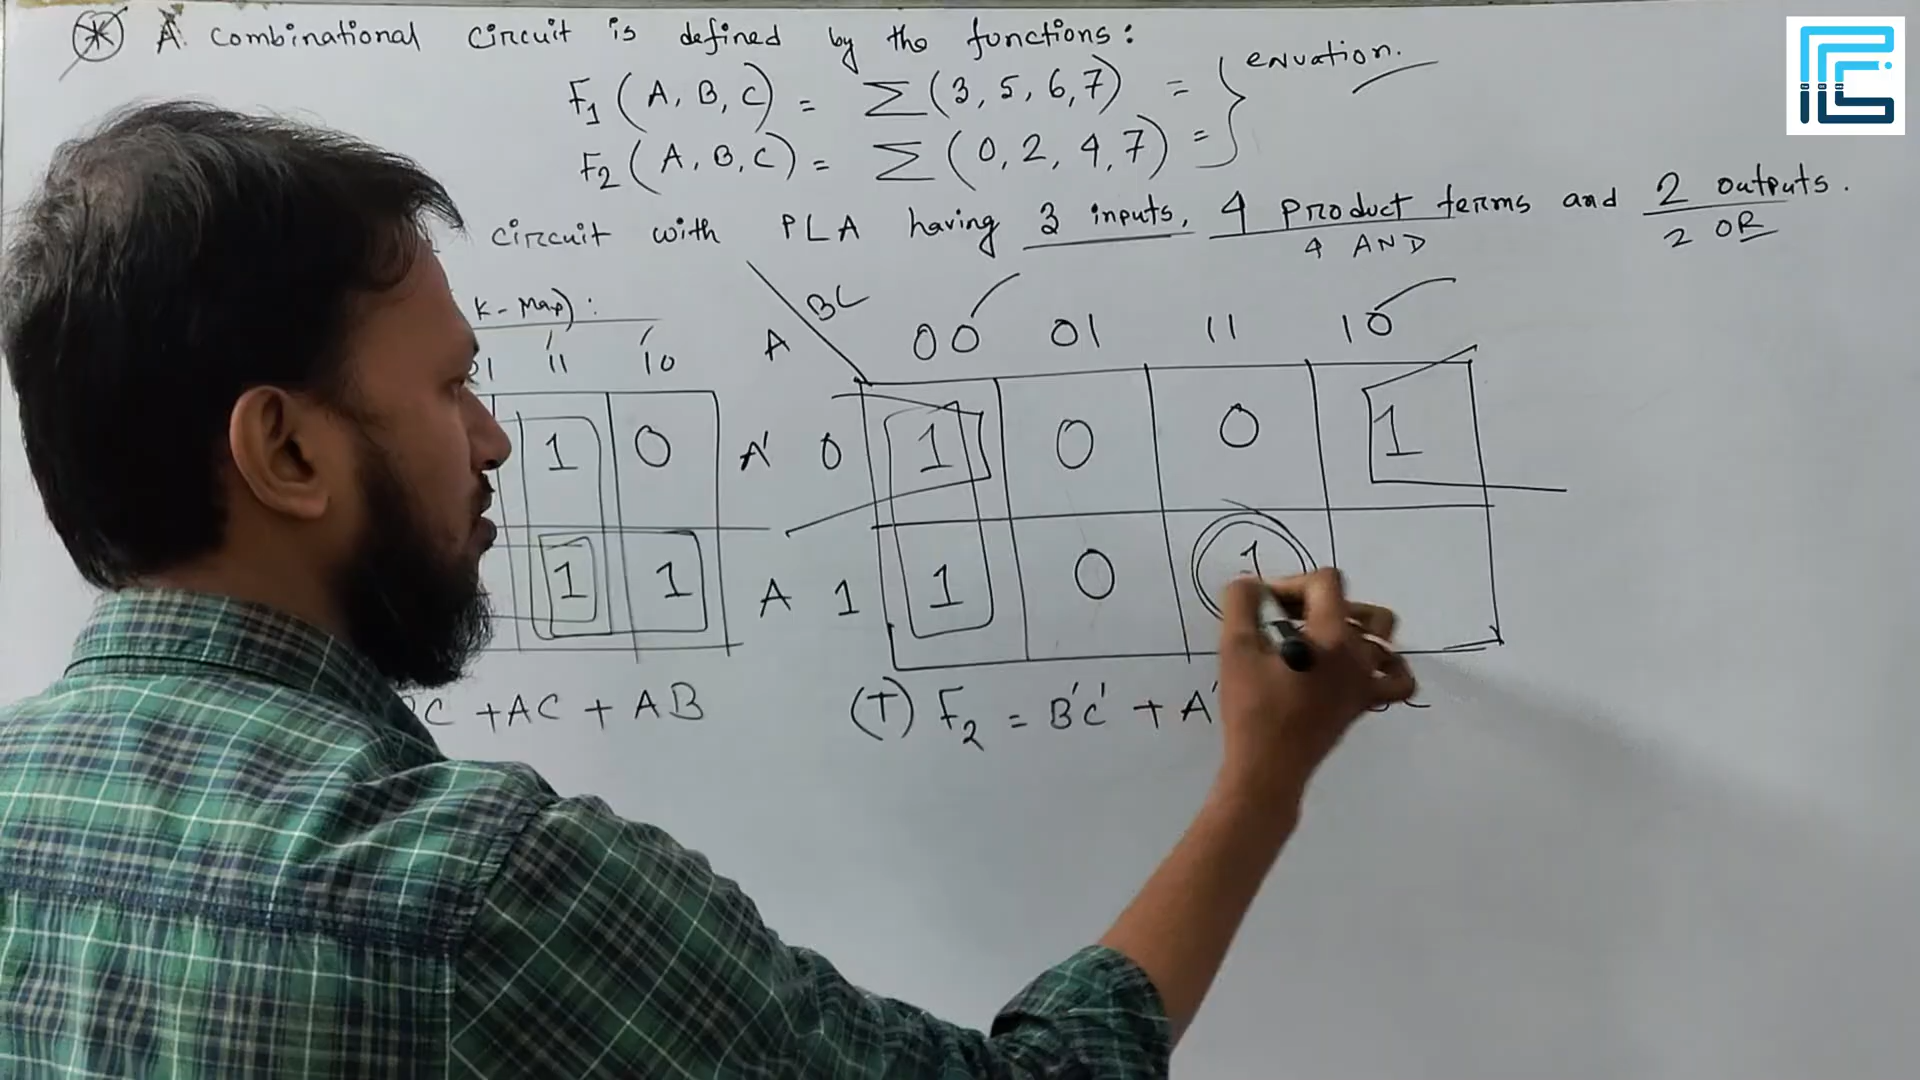 * A combinational circuit is defined by the functions:
F1 (A, B, C) = Σ (3, 5, 6, 7) =
F2 (A, B, C) = Σ (0, 2, 4, 7) =
} envation.
circuit with PLA having 3 inputs, 4 product terms and 2 outputs.
4 AND 2 OR
K-Map) :
11 10
1 0
1 1
BC + AC + AB
A BC 00 01 11 10
A' 0 1 0 0 1
A 1 1 0 1
(T) F2 = B'C' + A'